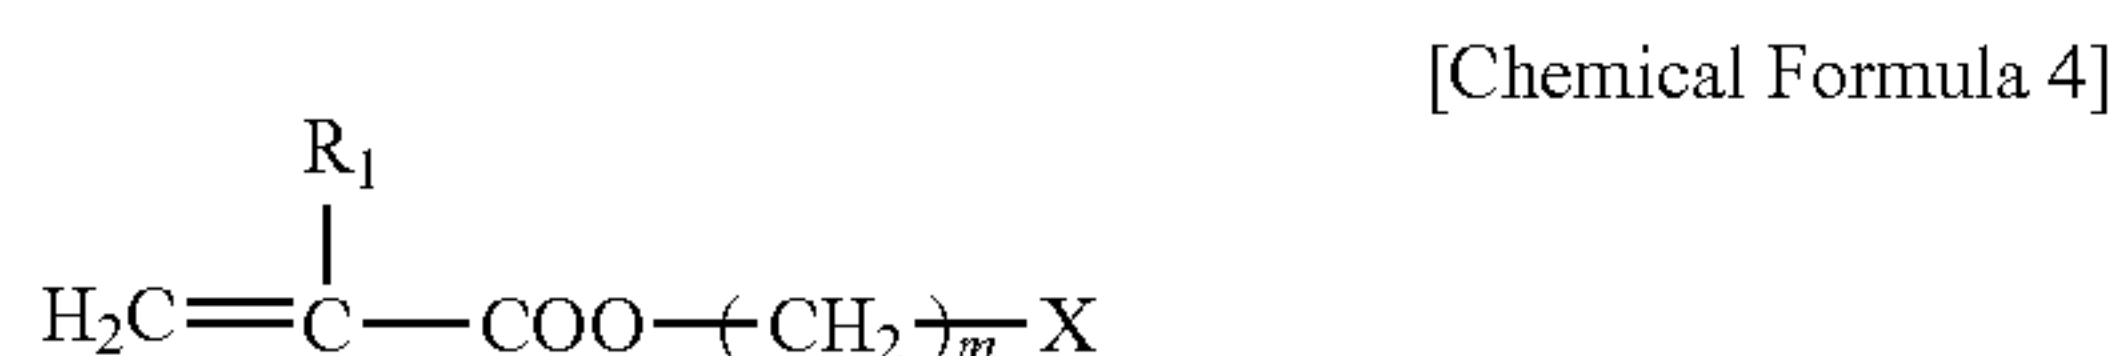 [Chemical Formula 4]
R1
H2C=C—COO—(CH2)m—X